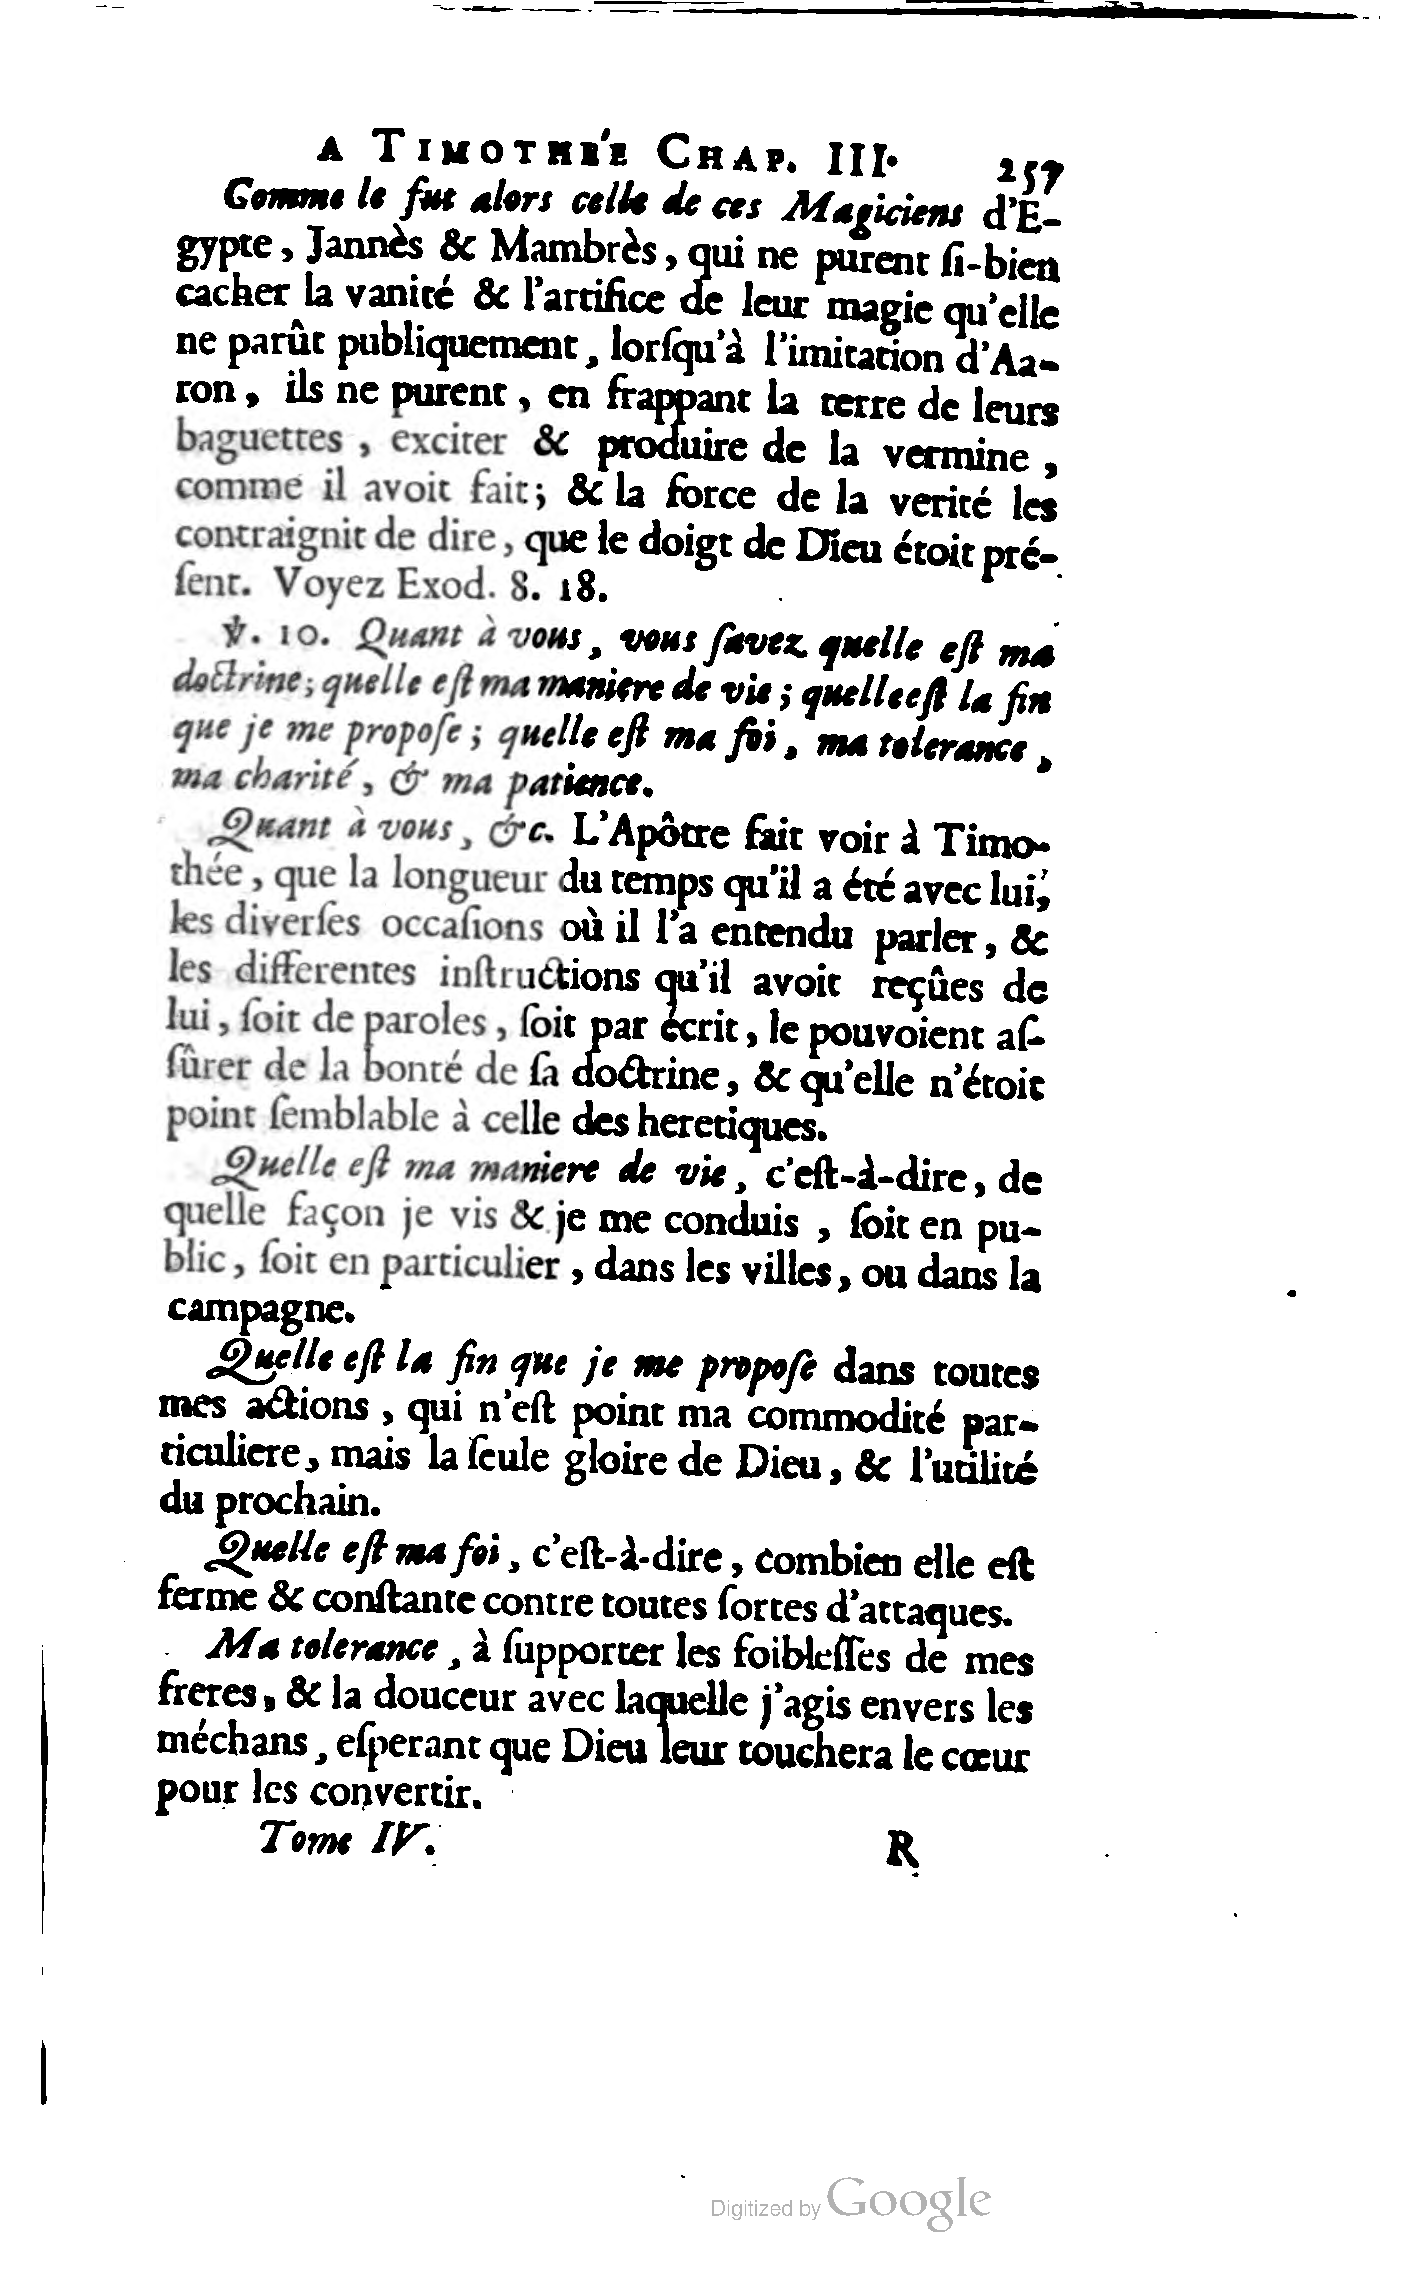 A TIMOTHÉE CHAP. III. 257
Comme le fut alors celle de ces Magiciens d'E-
gypte, Jannès & Mambrès, qui ne purent ſi-bien
cacher la vanité & l'artifice de leur magie qu'elle
ne parût publiquement, lorſqu'à l'imitation d'Aa-
ron, ils ne purent, en frappant la terre de leurs
baguettes, exciter & produire de la vermine,
comme il avoit fait; & la force de la verité les
contraignit de dire, que le doigt de Dieu étoit pré-
ſent. Voyez Exod. 8. 18.
℣. 10. Quant à vous, vous ſavez quelle eſt ma
doctrine; quelle eſt ma maniere de vie; quelle eſt la fin
que je me propoſe; quelle eſt ma foi, ma tolerance,
ma charité, & ma patience.
Quant à vous, &c. L'Apôtre fait voir à Timo-
thée, que la longueur du temps qu'il a été avec lui,
les diverſes occaſions où il l'a entendu parler, &
les differentes inſtructions qu'il avoit reçûes de
lui, ſoit de paroles, ſoit par écrit, le pouvoient aſ-
ſûrer de la bonté de ſa doctrine, & qu'elle n'étoit
point ſemblable à celle des heretiques.
Quelle eſt ma maniere de vie, c'eſt-à-dire, de
quelle façon je vis & je me conduis, ſoit en pu-
blic, ſoit en particulier, dans les villes, ou dans la
campagne.
Quelle eſt la fin que je me propoſe dans toutes
mes actions, qui n'eſt point ma commodité par-
ticuliere, mais la ſeule gloire de Dieu, & l'utilité
du prochain.
Quelle eſt ma foi, c'eſt-à-dire, combien elle eſt
ferme & conſtante contre toutes ſortes d'attaques.
Ma tolerance, à ſupporter les foibleſſes de mes
freres, & la douceur avec laquelle j'agis envers les
méchans, eſperant que Dieu leur touchera le cœur
pour les convertir.
Tome IV. R
Digitized by Google